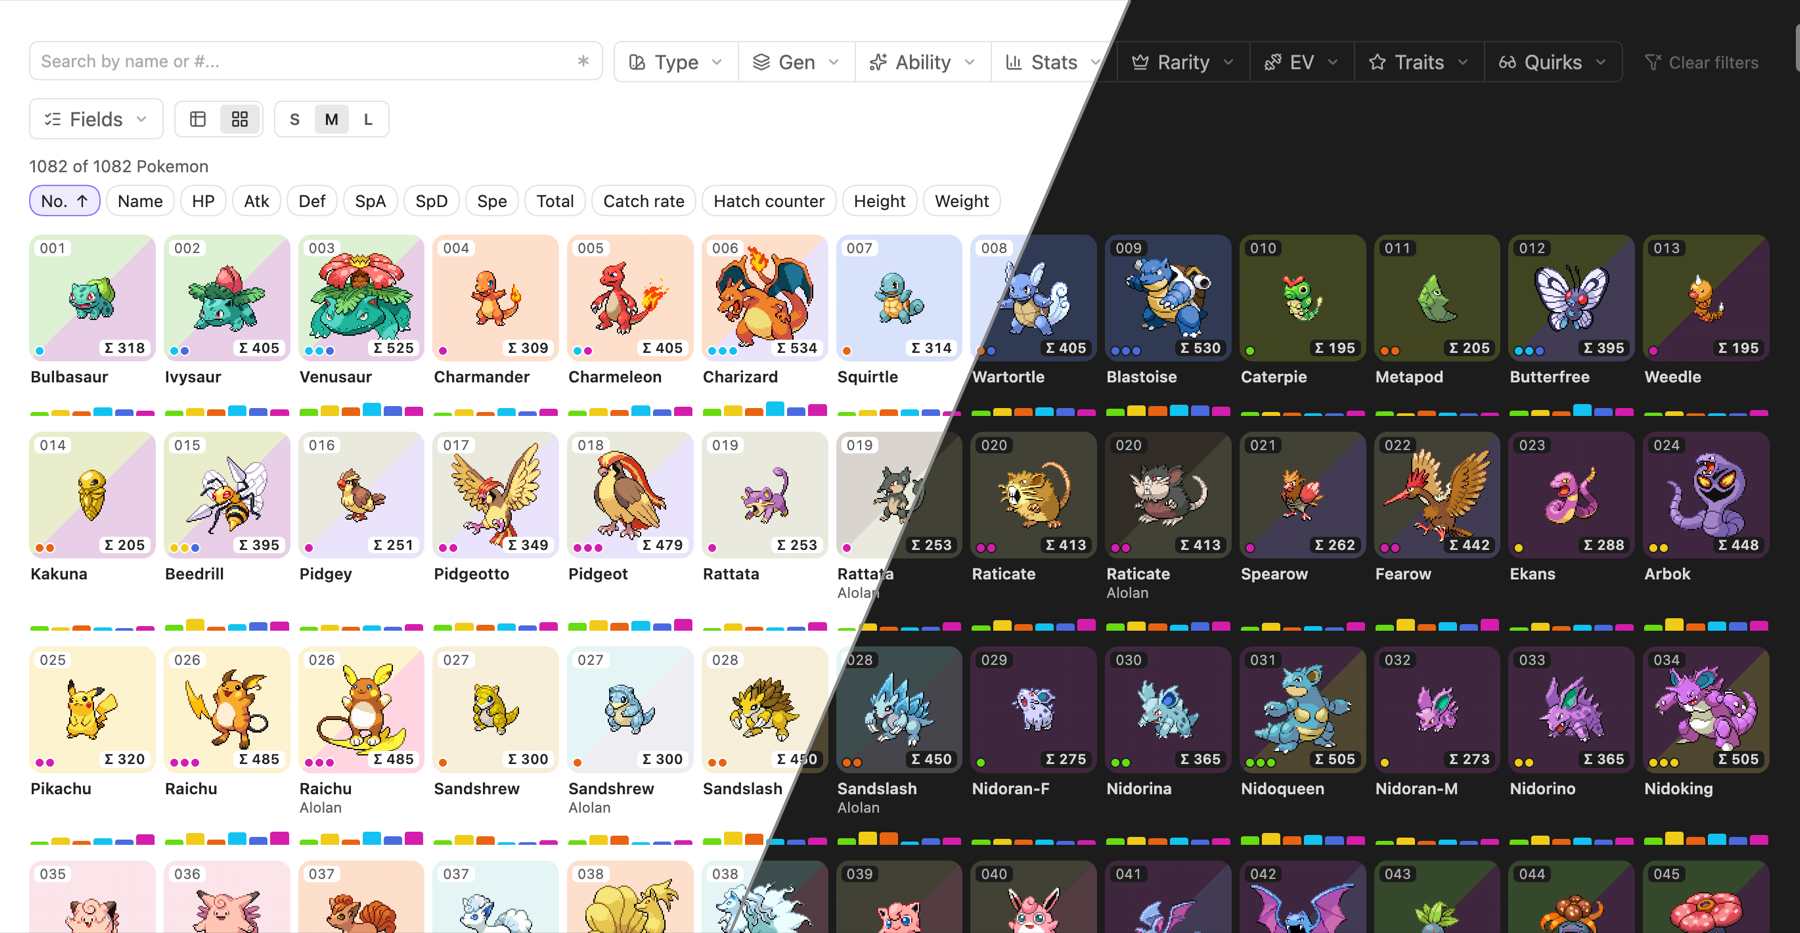 Search by name or #... *
Type Gen Ability Stats Rarity EV Traits Quirks Clear filters
Fields S M L
1082 of 1082 Pokemon
No. ↑ Name HP Atk Def SpA SpD Spe Total Catch rate Hatch counter Height Weight
001 002 003 004 005 006 007 008 009 010 011 012 013
Σ 318 Σ 405 Σ 525 Σ 309 Σ 405 Σ 534 Σ 314 Σ 405 Σ 530 Σ 195 Σ 205 Σ 395 Σ 195
Bulbasaur Ivysaur Venusaur Charmander Charmeleon Charizard Squirtle Wartortle Blastoise Caterpie Metapod Butterfree Weedle
014 015 016 017 018 019 019 020 020 021 022 023 024
Σ 205 Σ 395 Σ 251 Σ 349 Σ 479 Σ 253 Σ 253 Σ 413 Σ 413 Σ 262 Σ 442 Σ 288 Σ 448
Kakuna Beedrill Pidgey Pidgeotto Pidgeot Rattata Rattata Raticate Raticate Spearow Fearow Ekans Arbok
Alolan Alolan
025 026 026 027 027 028 028 029 030 031 032 033 034
Σ 320 Σ 485 Σ 485 Σ 300 Σ 300 Σ 450 Σ 450 Σ 275 Σ 365 Σ 505 Σ 273 Σ 365 Σ 505
Pikachu Raichu Raichu Sandshrew Sandshrew Sandslash Sandslash Nidoran-F Nidorina Nidoqueen Nidoran-M Nidorino Nidoking
Alolan Alolan Alolan
035 036 037 037 038 038 039 040 041 042 043 044 045